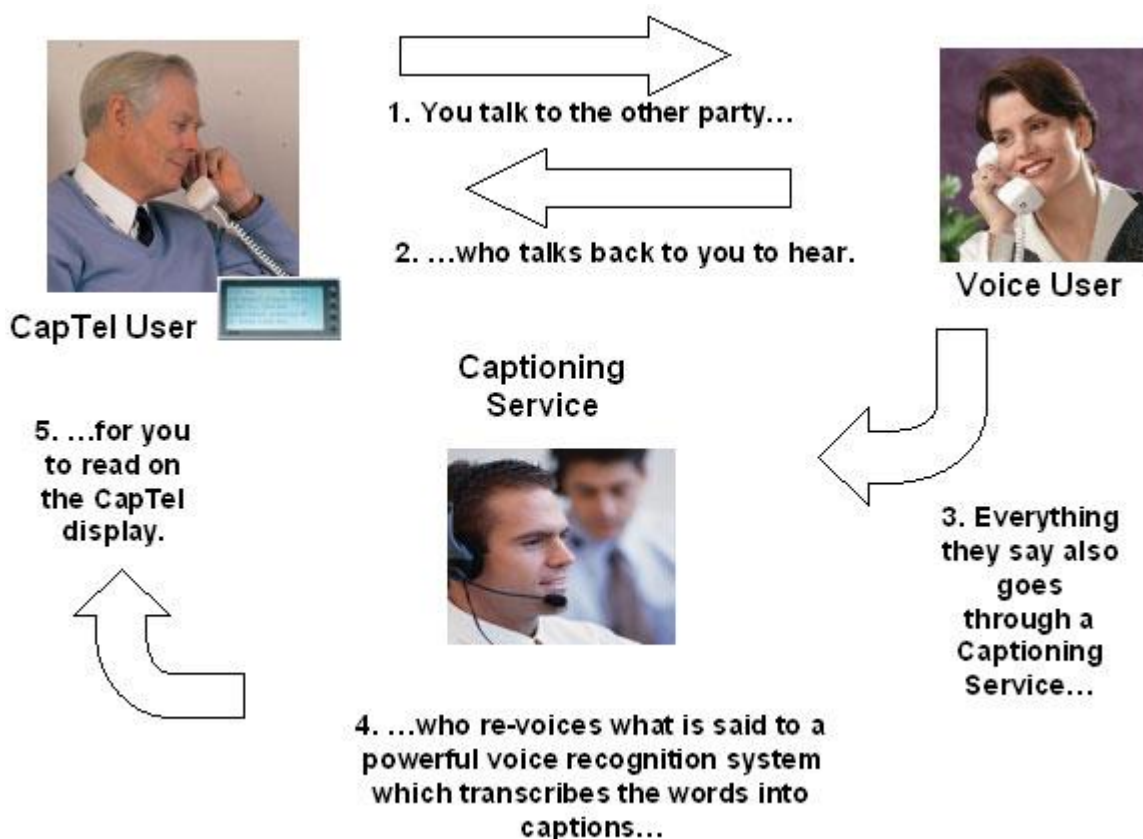 1. You talk to the other party...
2. ...who talks back to you to hear.
CapTel User
Voice User
Captioning
Service
3. Everything
they say also
goes
through a
Captioning
Service...
4. ...who re-voices what is said to a
powerful voice recognition system
which transcribes the words into
captions...
5. ...for you
to read on
the CapTel
display.